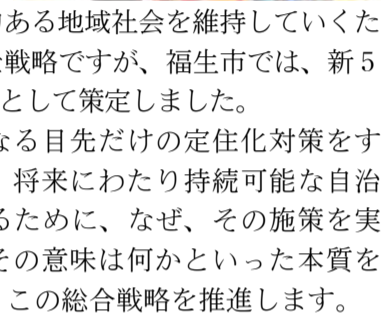 ある地域社会を維持していくた
戦略ですが、福生市では、新５
として策定しました。
なる目先だけの定住化対策をす
、将来にわたり持続可能な自治
るために、なぜ、その施策を実
その意味は何かといった本質を
、この総合戦略を推進します。